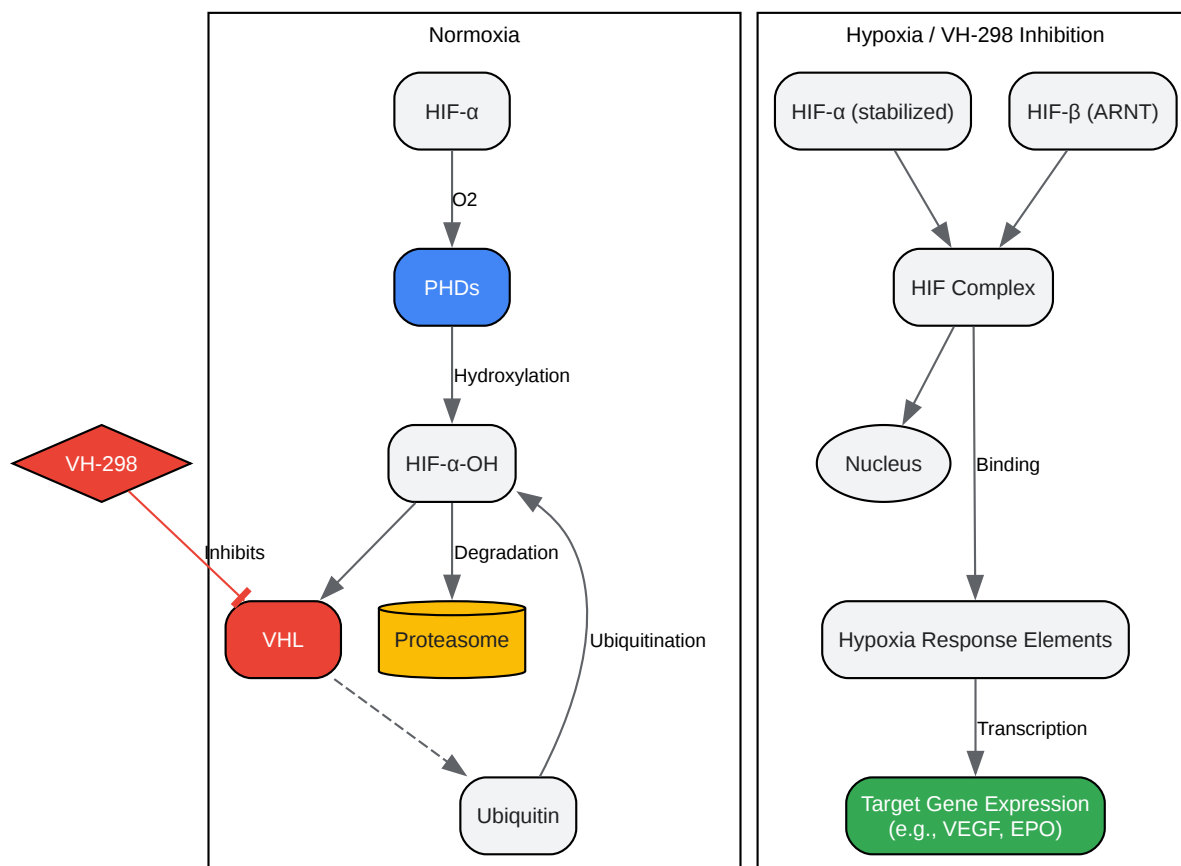 Normoxia
HIF-α
O2
PHDs
Hydroxylation
VH-298
HIF-α-OH
Inhibits
Degradation
VHL
Proteasome
Ubiquitination
Ubiquitin
Hypoxia / VH-298 Inhibition
HIF-α (stabilized)
HIF-β (ARNT)
HIF Complex
Nucleus
Binding
Hypoxia Response Elements
Transcription
Target Gene Expression
(e.g., VEGF, EPO)